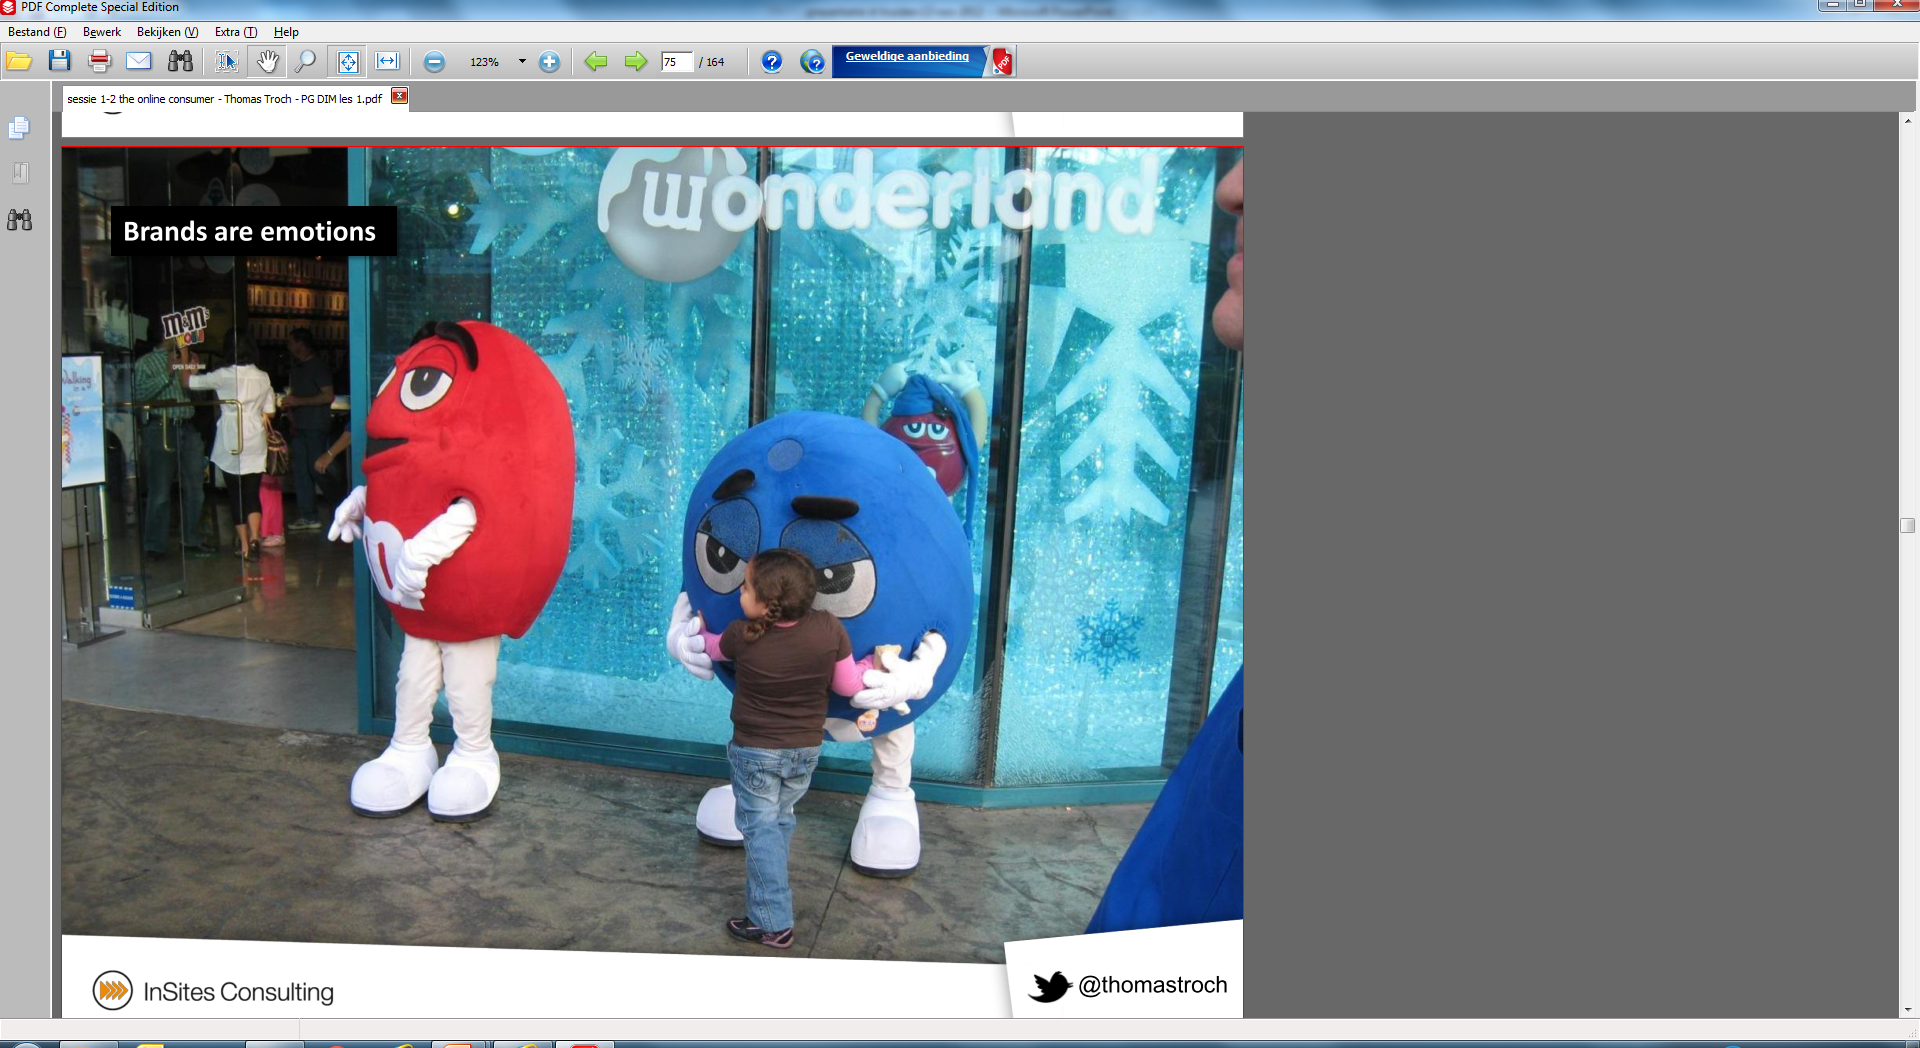 PDF Complete Special Edition
Bestand (F) Bewerk Bekijken (V) Extra (T) Help
123% 75 / 164 Geweldige aanbieding PDF
sessie 1-2 the online consumer - Thomas Troch - PG DIM les 1.pdf
wonderland
Brands are emotions
m&m's
InSites Consulting
@thomastroch